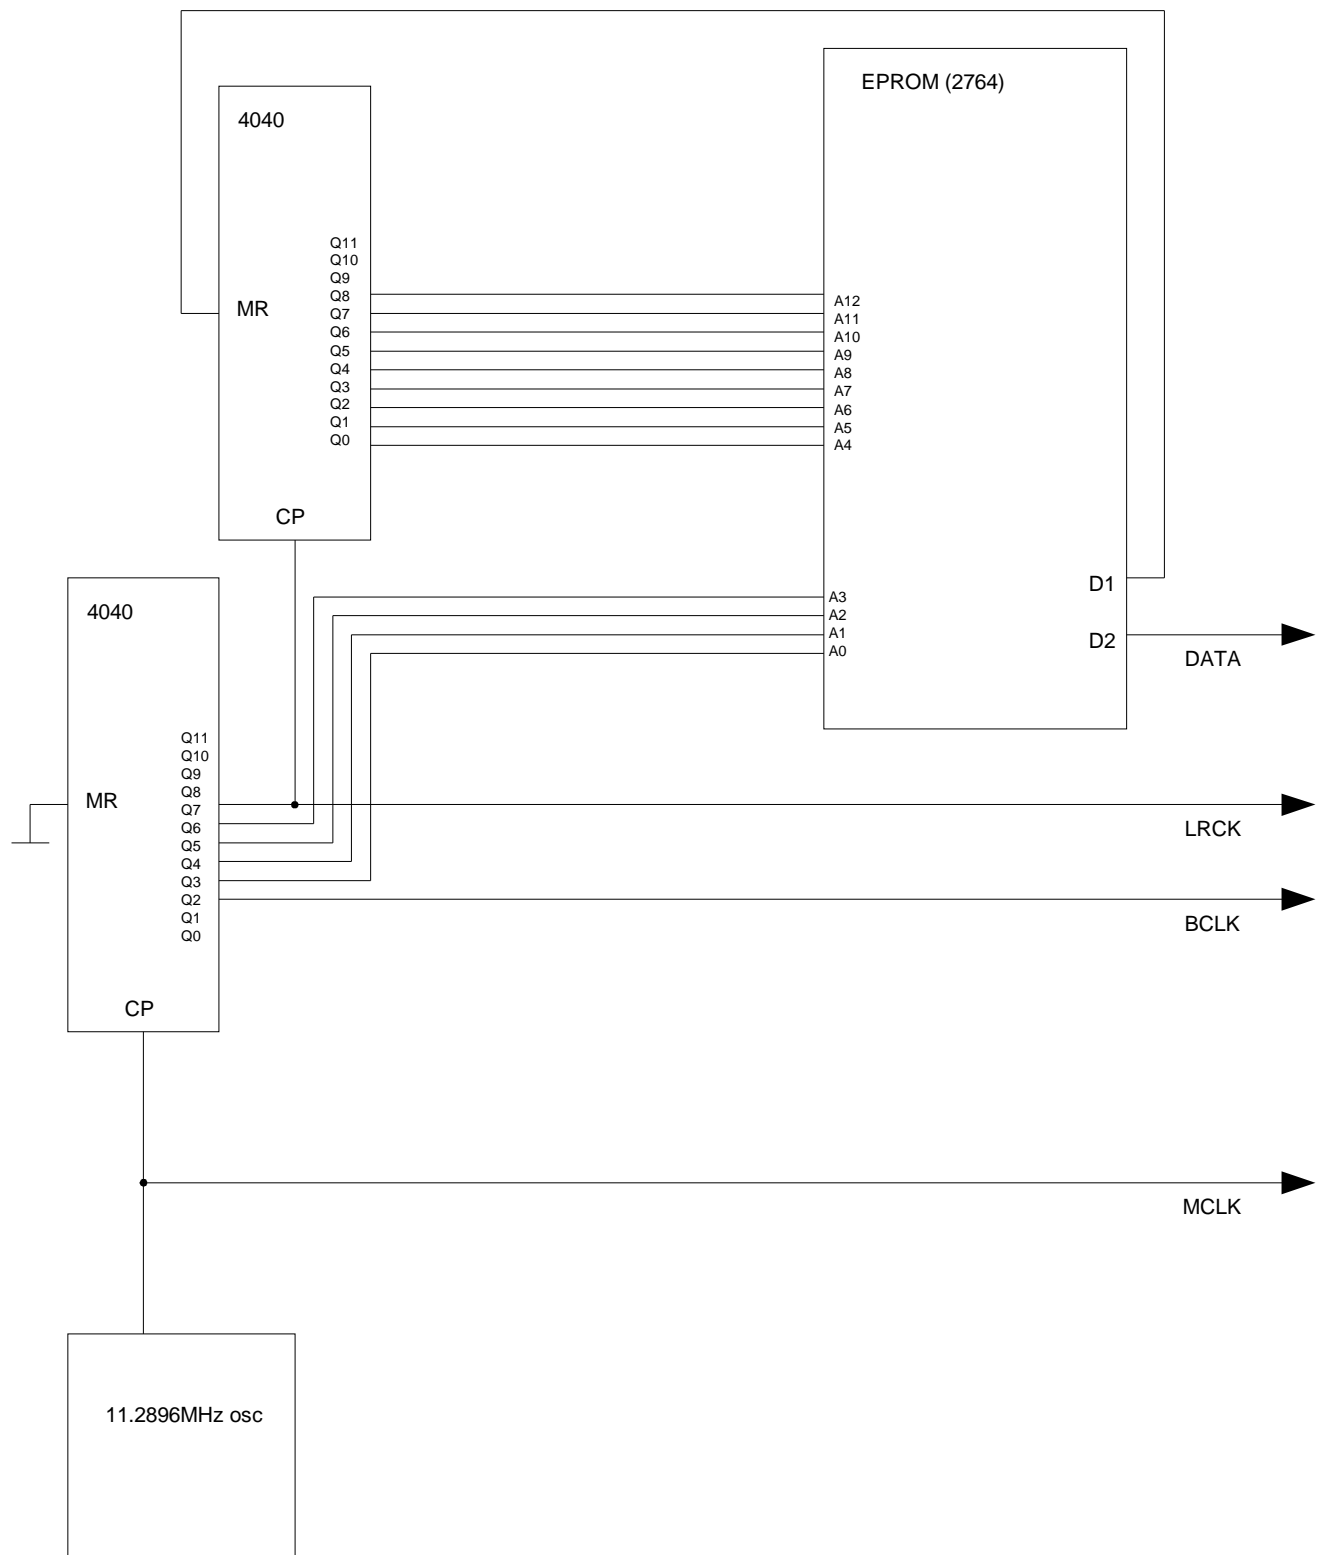 EPROM (2764)
4040
Q11
Q10
Q9
Q8
Q7
Q6
Q5
Q4
Q3
Q2
Q1
Q0
MR
CP
A12
A11
A10
A9
A8
A7
A6
A5
A4
A3
A2
A1
A0
D1
D2
DATA
4040
Q11
Q10
Q9
Q8
Q7
Q6
Q5
Q4
Q3
Q2
Q1
Q0
MR
CP
LRCK
BCLK
MCLK
11.2896MHz osc